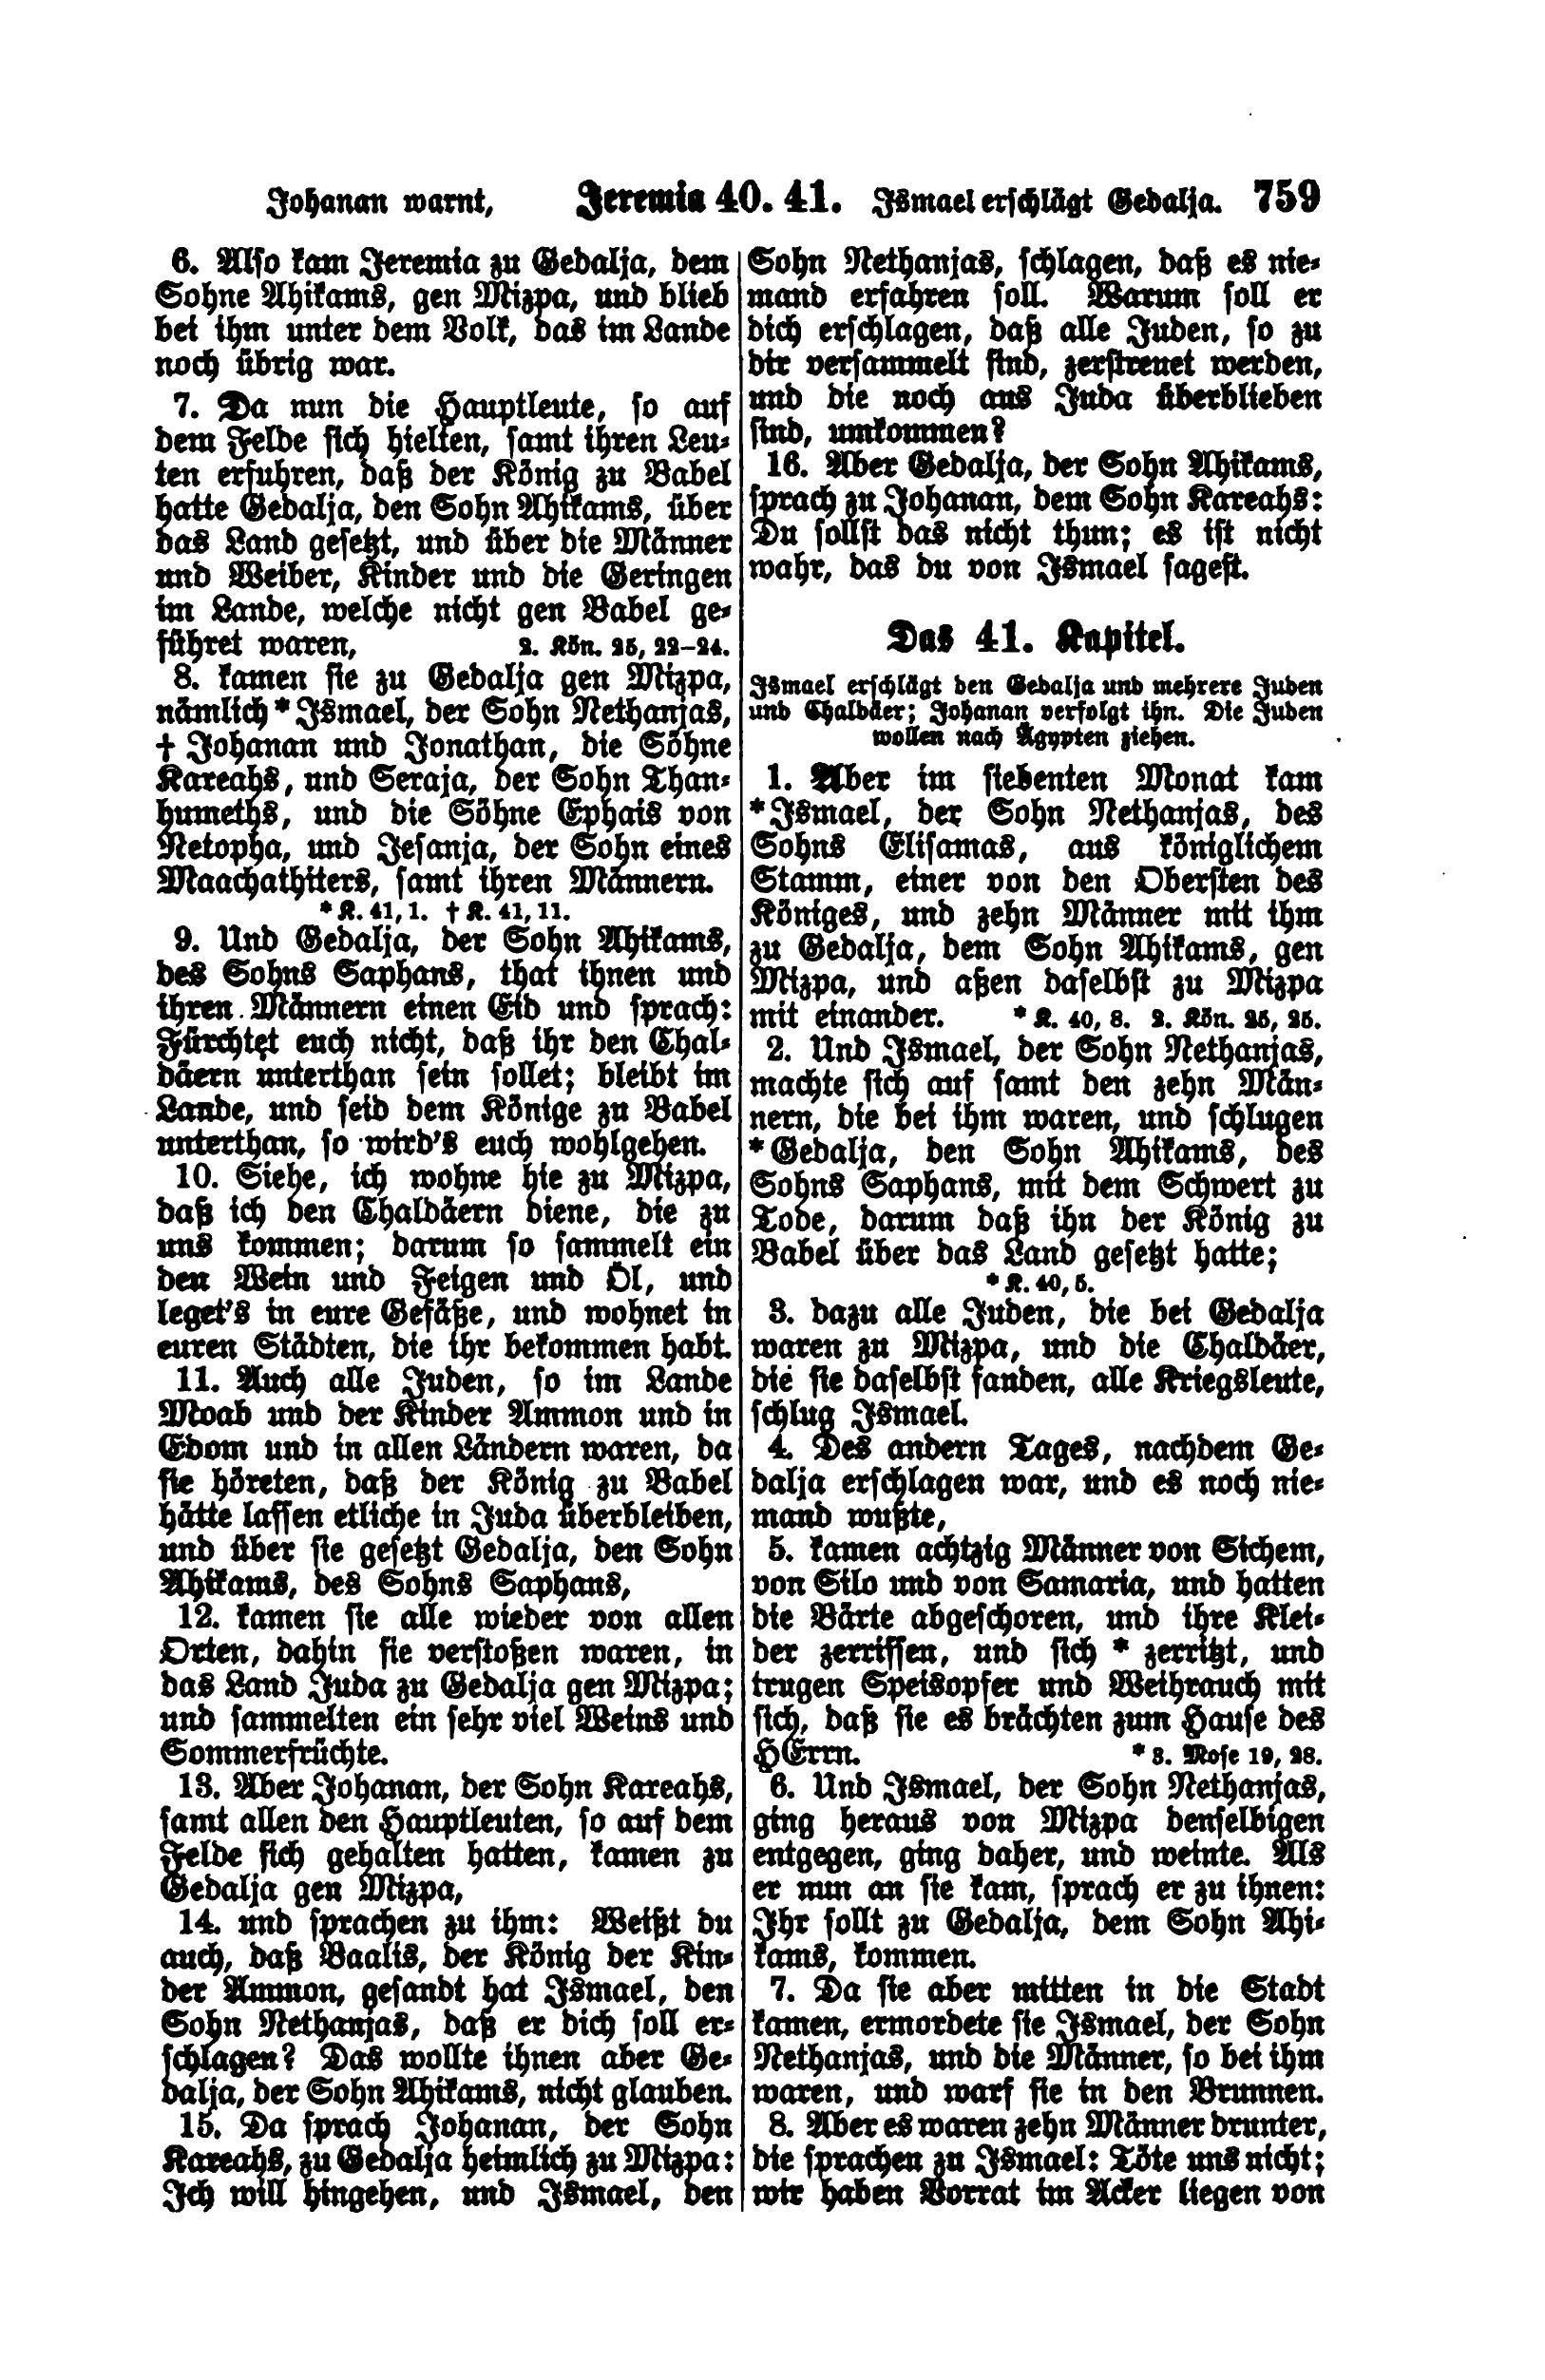 Johanan warnt, Jeremia 40. 41. Ismael erschlägt Gedalja. 759
6. Also kam Jeremia zu Gedalja, dem
Sohne Ahikams, gen Mizpa, und blieb
bei ihm unter dem Volk, das im Lande
noch übrig war.
7. Da nun die Hauptleute, so auf
dem Felde sich hielten, samt ihren Leu-
ten erfuhren, daß der König zu Babel
hatte Gedalja, den Sohn Ahikams, über
das Land gesetzt, und über die Männer
und Weiber, Kinder und die Geringen
im Lande, welche nicht gen Babel ge-
führet waren, 2. Kön. 25, 22–24.
8. kamen sie zu Gedalja gen Mizpa,
nämlich * Ismael, der Sohn Nethanjas,
† Johanan und Jonathan, die Söhne
Kareahs, und Seraja, der Sohn Than-
humeths, und die Söhne Ephais von
Netopha, und Jesanja, der Sohn eines
Maachathiters, samt ihren Männern.
* K. 41, 1. † K. 41, 11.
9. Und Gedalja, der Sohn Ahikams,
des Sohns Saphans, that ihnen und
ihren Männern einen Eid und sprach:
Fürchtet euch nicht, daß ihr den Chal-
däern unterthan sein sollet; bleibt im
Lande, und seid dem Könige zu Babel
unterthan, so wird's euch wohlgehen.
10. Siehe, ich wohne hie zu Mizpa,
daß ich den Chaldäern diene, die zu
uns kommen; darum so sammelt ein
den Wein und Feigen und Öl, und
leget's in eure Gefäße, und wohnet in
euren Städten, die ihr bekommen habt.
11. Auch alle Juden, so im Lande
Moab und der Kinder Ammon und in
Edom und in allen Ländern waren, da
sie höreten, daß der König zu Babel
hätte lassen etliche in Juda überbleiben,
und über sie gesetzt Gedalja, den Sohn
Ahikams, des Sohns Saphans,
12. kamen sie alle wieder von allen
Orten, dahin sie verstoßen waren, in
das Land Juda zu Gedalja gen Mizpa;
und sammelten ein sehr viel Weins und
Sommerfrüchte.
13. Aber Johanan, der Sohn Kareahs,
samt allen den Hauptleuten, so auf dem
Felde sich gehalten hatten, kamen zu
Gedalja gen Mizpa,
14. und sprachen zu ihm: Weißt du
auch, daß Baalis, der König der Kin-
der Ammon, gesandt hat Ismael, den
Sohn Nethanjas, daß er dich soll er-
schlagen? Das wollte ihnen aber Ge-
dalja, der Sohn Ahikams, nicht glauben.
15. Da sprach Johanan, der Sohn
Kareahs, zu Gedalja heimlich zu Mizpa:
Ich will hingehen, und Ismael, den
Sohn Nethanjas, schlagen, daß es nie-
mand erfahren soll. Warum soll er
dich erschlagen, daß alle Juden, so zu
dir versammelt sind, zerstreuet werden,
und die noch aus Juda überblieben
sind, umkommen?
16. Aber Gedalja, der Sohn Ahikams,
sprach zu Johanan, dem Sohn Kareahs:
Du sollst das nicht thun; es ist nicht
wahr, das du von Ismael sagest.
Das 41. Kapitel.
Ismael erschlägt den Gedalja und mehrere Juden
und Chaldäer; Johanan verfolgt ihn. Die Juden
wollen nach Ägypten ziehen.
1. Aber im siebenten Monat kam
* Ismael, der Sohn Nethanjas, des
Sohns Elisamas, aus königlichem
Stamm, einer von den Obersten des
Königes, und zehn Männer mit ihm
zu Gedalja, dem Sohn Ahikams, gen
Mizpa, und aßen daselbst zu Mizpa
mit einander. * K. 40, 8. 2. Kön. 25, 25.
2. Und Ismael, der Sohn Nethanjas,
machte sich auf samt den zehn Män-
nern, die bei ihm waren, und schlugen
* Gedalja, den Sohn Ahikams, des
Sohns Saphans, mit dem Schwert zu
Tode, darum daß ihn der König zu
Babel über das Land gesetzt hatte;
* K. 40, 5.
3. dazu alle Juden, die bei Gedalja
waren zu Mizpa, und die Chaldäer,
die sie daselbst fanden, alle Kriegsleute,
schlug Ismael.
4. Des andern Tages, nachdem Ge-
dalja erschlagen war, und es noch nie-
mand wußte,
5. kamen achtzig Männer von Sichem,
von Silo und von Samaria, und hatten
die Bärte abgeschoren, und ihre Klei-
der zerrissen, und sich * zerritzt, und
trugen Speisopfer und Weihrauch mit
sich, daß sie es brächten zum Hause des
HErrn. * 3. Mose 19, 28.
6. Und Ismael, der Sohn Nethanjas,
ging heraus von Mizpa denselbigen
entgegen, ging daher, und weinte. Als
er nun an sie kam, sprach er zu ihnen:
Ihr sollt zu Gedalja, dem Sohn Ahi-
kams, kommen.
7. Da sie aber mitten in die Stadt
kamen, ermordete sie Ismael, der Sohn
Nethanjas, und die Männer, so bei ihm
waren, und warf sie in den Brunnen.
8. Aber es waren zehn Männer drunter,
die sprachen zu Ismael: Töte uns nicht;
wir haben Vorrat im Acker liegen von